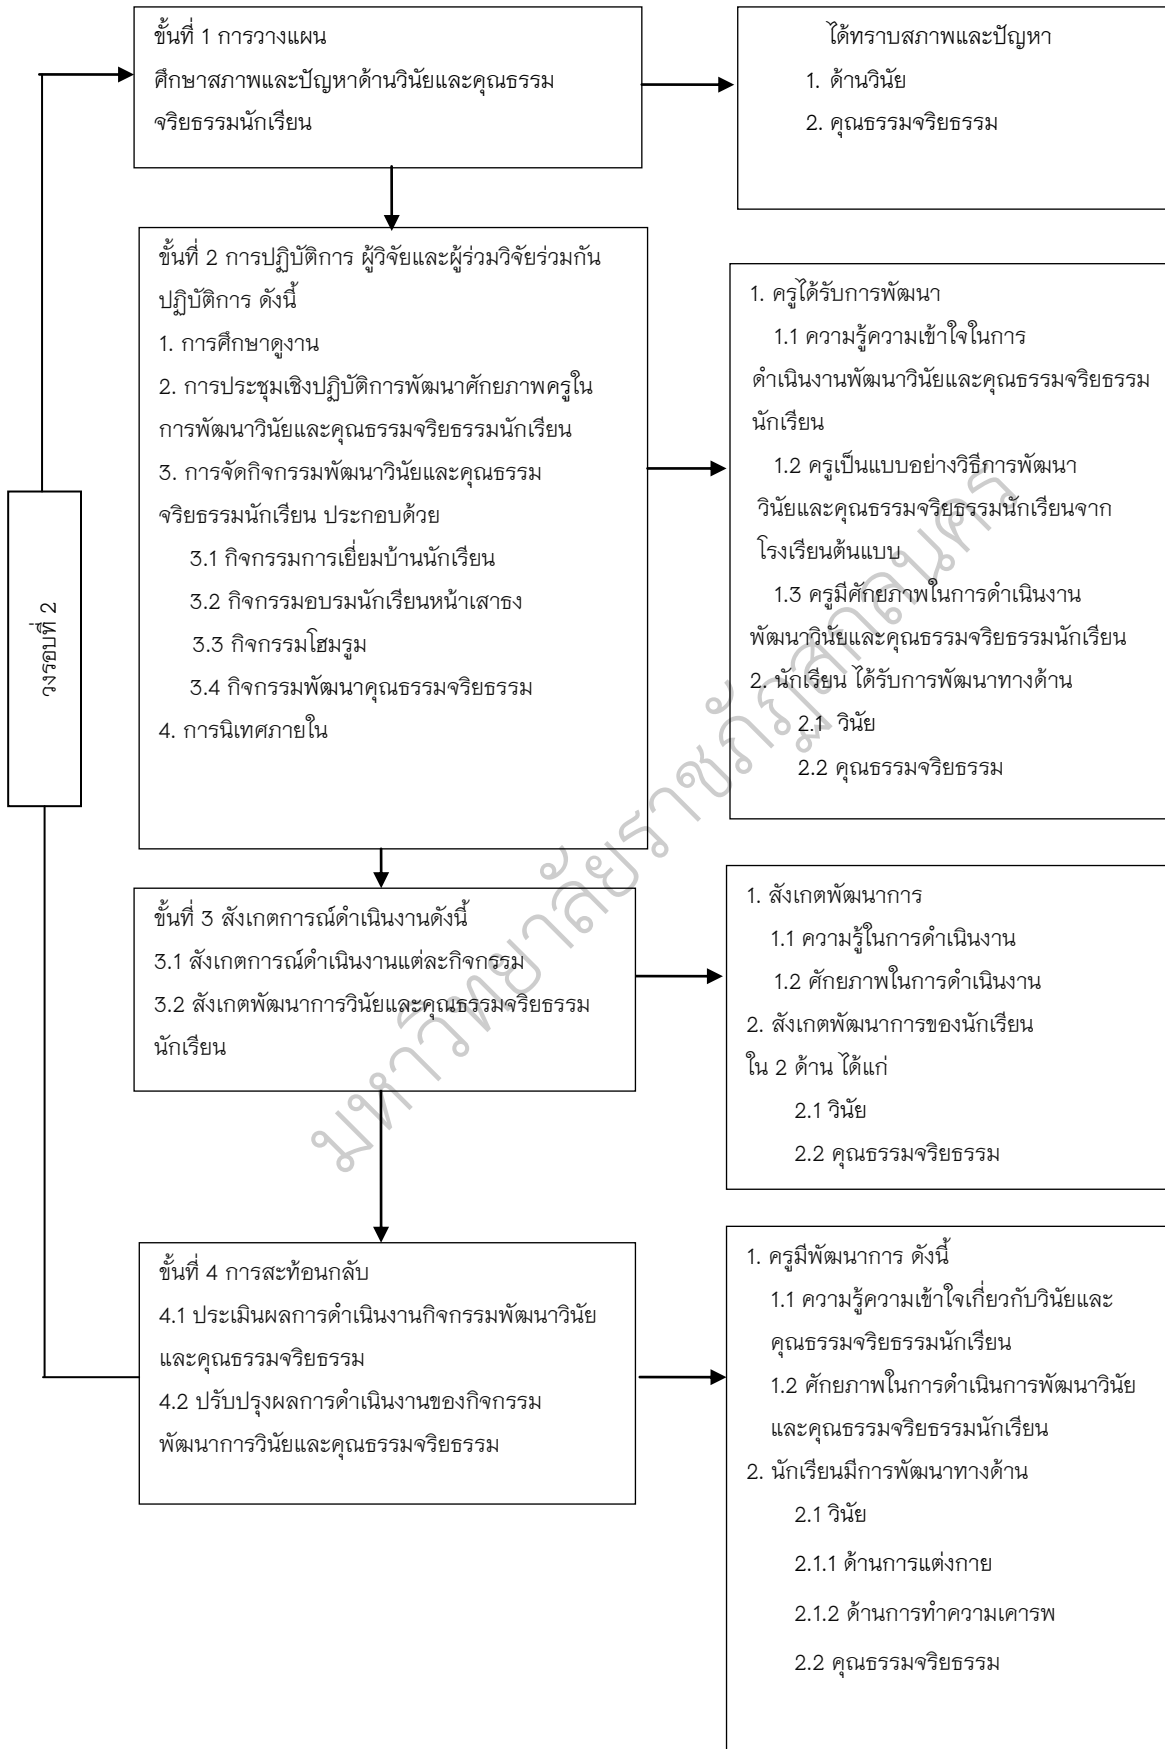 ขั้นที่ 1 การวางแผน
ศึกษาสภาพและปัญหาด้านวินัยและคุณธรรม
จริยธรรมนักเรียน
ได้ทราบสภาพและปัญหา
1. ด้านวินัย
2. คุณธรรมจริยธรรม
วงรอบที่ 2
ขั้นที่ 2 การปฏิบัติการ ผู้วิจัยและผู้ร่วมวิจัยร่วมกัน
ปฏิบัติการ ดังนี้
1. การศึกษาดูงาน
2. การประชุมเชิงปฏิบัติการพัฒนาศักยภาพครูใน
การพัฒนาวินัยและคุณธรรมจริยธรรมนักเรียน
3. การจัดกิจกรรมพัฒนาวินัยและคุณธรรม
จริยธรรมนักเรียน ประกอบด้วย
3.1 กิจกรรมการเยี่ยมบ้านนักเรียน
3.2 กิจกรรมอบรมนักเรียนหน้าเสาธง
3.3 กิจกรรมโฮมรูม
3.4 กิจกรรมพัฒนาคุณธรรมจริยธรรม
4. การนิเทศภายใน
1. ครูได้รับการพัฒนา
1.1 ความรู้ความเข้าใจในการ
ดำเนินงานพัฒนาวินัยและคุณธรรมจริยธรรม
นักเรียน
1.2 ครูเป็นแบบอย่างวิธีการพัฒนา
วินัยและคุณธรรมจริยธรรมนักเรียนจาก
โรงเรียนต้นแบบ
1.3 ครูมีศักยภาพในการดำเนินงาน
พัฒนาวินัยและคุณธรรมจริยธรรมนักเรียน
2. นักเรียน ได้รับการพัฒนาทางด้าน
2.1 วินัย
2.2 คุณธรรมจริยธรรม
ขั้นที่ 3 สังเกตการณ์ดำเนินงานดังนี้
3.1 สังเกตการณ์ดำเนินงานแต่ละกิจกรรม
3.2 สังเกตพัฒนาการวินัยและคุณธรรมจริยธรรม
นักเรียน
1. สังเกตพัฒนาการ
1.1 ความรู้ในการดำเนินงาน
1.2 ศักยภาพในการดำเนินงาน
2. สังเกตพัฒนาการของนักเรียน
ใน 2 ด้าน ได้แก่
2.1 วินัย
2.2 คุณธรรมจริยธรรม
ขั้นที่ 4 การสะท้อนกลับ
4.1 ประเมินผลการดำเนินงานกิจกรรมพัฒนาวินัย
และคุณธรรมจริยธรรม
4.2 ปรับปรุงผลการดำเนินงานของกิจกรรม
พัฒนาการวินัยและคุณธรรมจริยธรรม
1. ครูมีพัฒนาการ ดังนี้
1.1 ความรู้ความเข้าใจเกี่ยวกับวินัยและ
คุณธรรมจริยธรรมนักเรียน
1.2 ศักยภาพในการดำเนินการพัฒนาวินัย
และคุณธรรมจริยธรรมนักเรียน
2. นักเรียนมีการพัฒนาทางด้าน
2.1 วินัย
2.1.1 ด้านการแต่งกาย
2.1.2 ด้านการทำความเคารพ
2.2 คุณธรรมจริยธรรม
มหาวิทยาลัยราชภัฏสกลนคร